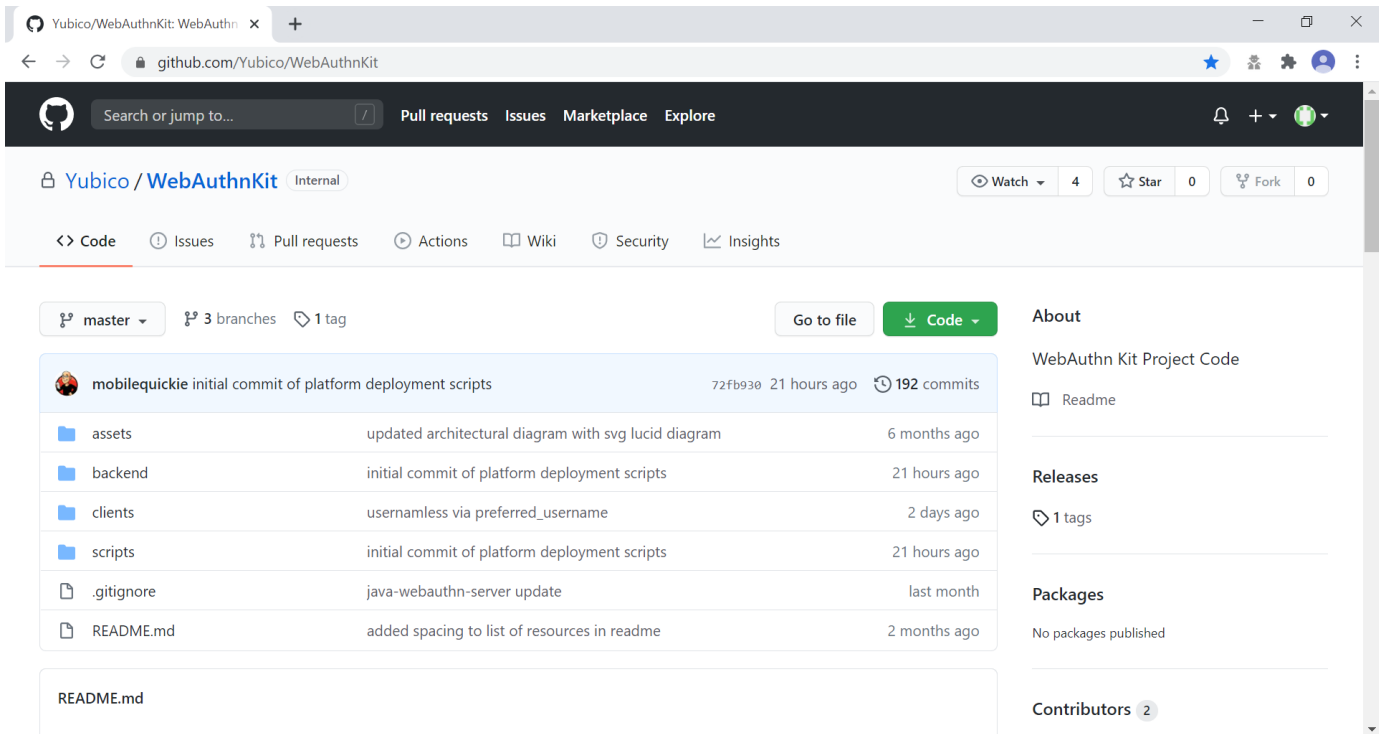 Yubico/WebAuthnKit: WebAuthn
github.com/Yubico/WebAuthnKit
Search or jump to... / Pull requests Issues Marketplace Explore
Yubico / WebAuthnKit Internal Watch 4 Star 0 Fork 0
<> Code Issues Pull requests Actions Wiki Security Insights
master 3 branches 1 tag Go to file Code
mobilequickie initial commit of platform deployment scripts 72fb930 21 hours ago 192 commits
assets updated architectural diagram with svg lucid diagram 6 months ago
backend initial commit of platform deployment scripts 21 hours ago
clients usernamless via preferred_username 2 days ago
scripts initial commit of platform deployment scripts 21 hours ago
.gitignore java-webauthn-server update last month
README.md added spacing to list of resources in readme 2 months ago
README.md
About
WebAuthn Kit Project Code
Readme
Releases
1 tags
Packages
No packages published
Contributors 2